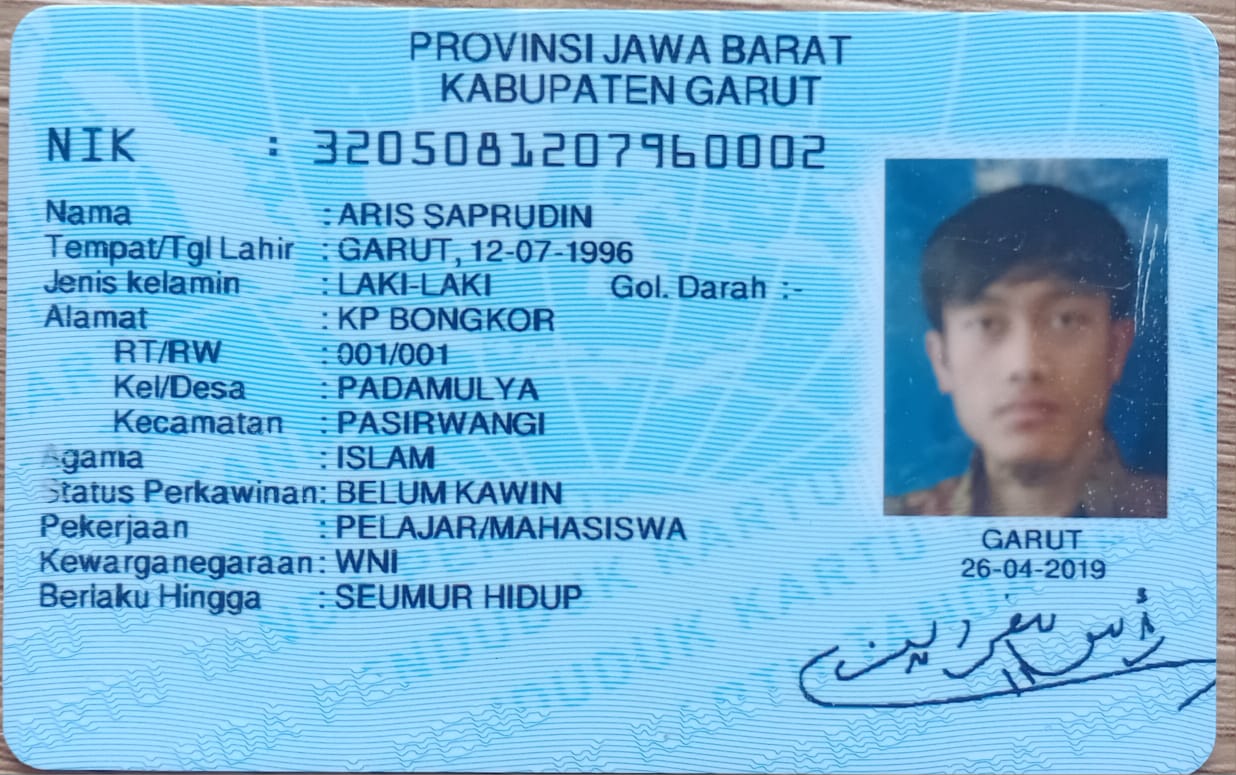 PROVINSI JAWA BARAT
KABUPATEN GARUT
NIK : 3205081207960002
Nama : ARIS SAPRUDIN
Tempat/Tgl Lahir : GARUT, 12-07-1996
Jenis kelamin : LAKI-LAKI Gol. Darah :-
Alamat : KP BONGKOR
RT/RW : 001/001
Kel/Desa : PADAMULYA
Kecamatan : PASIRWANGI
Agama : ISLAM
Status Perkawinan: BELUM KAWIN
Pekerjaan : PELAJAR/MAHASISWA
Kewarganegaraan: WNI
Berlaku Hingga : SEUMUR HIDUP
GARUT
26-04-2019